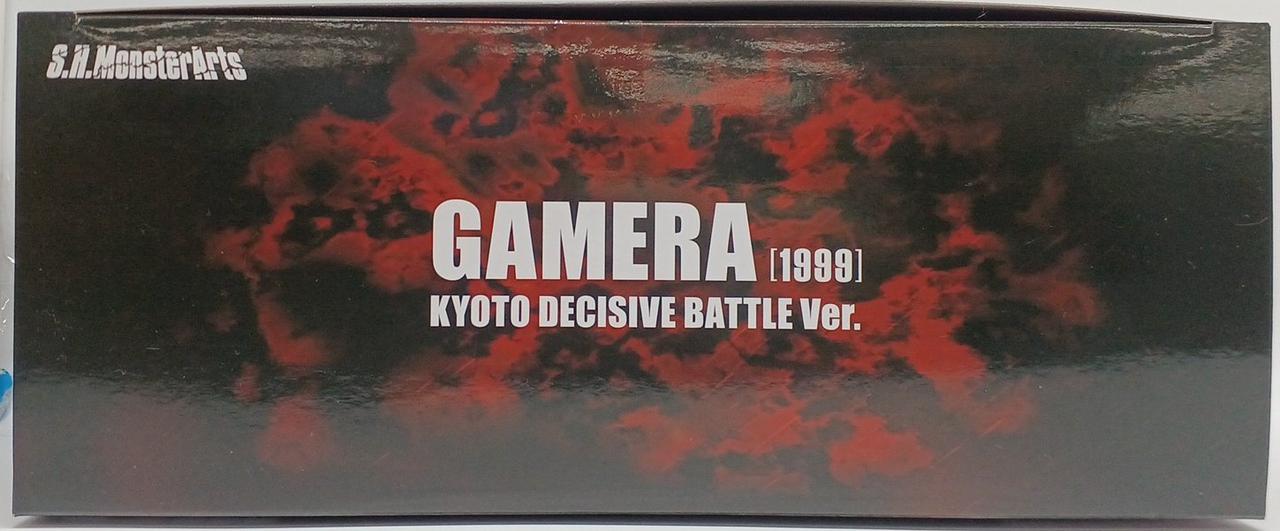 S.H.MonsterArts
GAMERA [1999]
KYOTO DECISIVE BATTLE Ver.